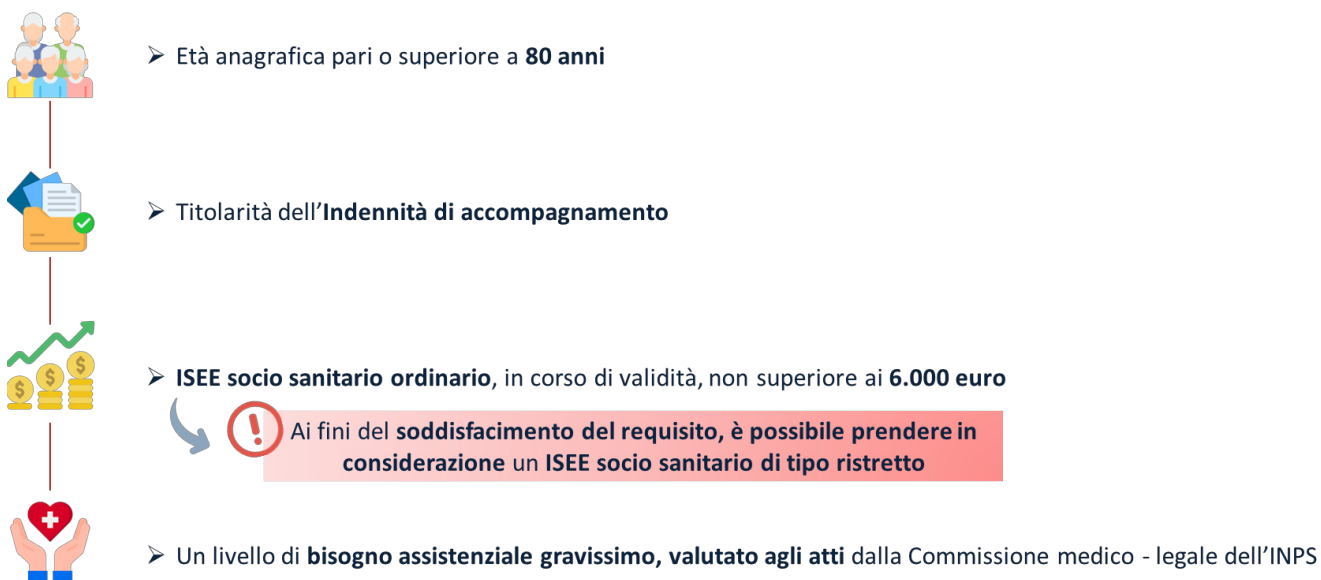 ➢ Età anagrafica pari o superiore a 80 anni
➢ Titolarità dell’Indennità di accompagnamento
➢ ISEE socio sanitario ordinario, in corso di validità, non superiore ai 6.000 euro
Ai fini del soddisfacimento del requisito, è possibile prendere in
considerazione un ISEE socio sanitario di tipo ristretto
➢ Un livello di bisogno assistenziale gravissimo, valutato agli atti dalla Commissione medico - legale dell’INPS